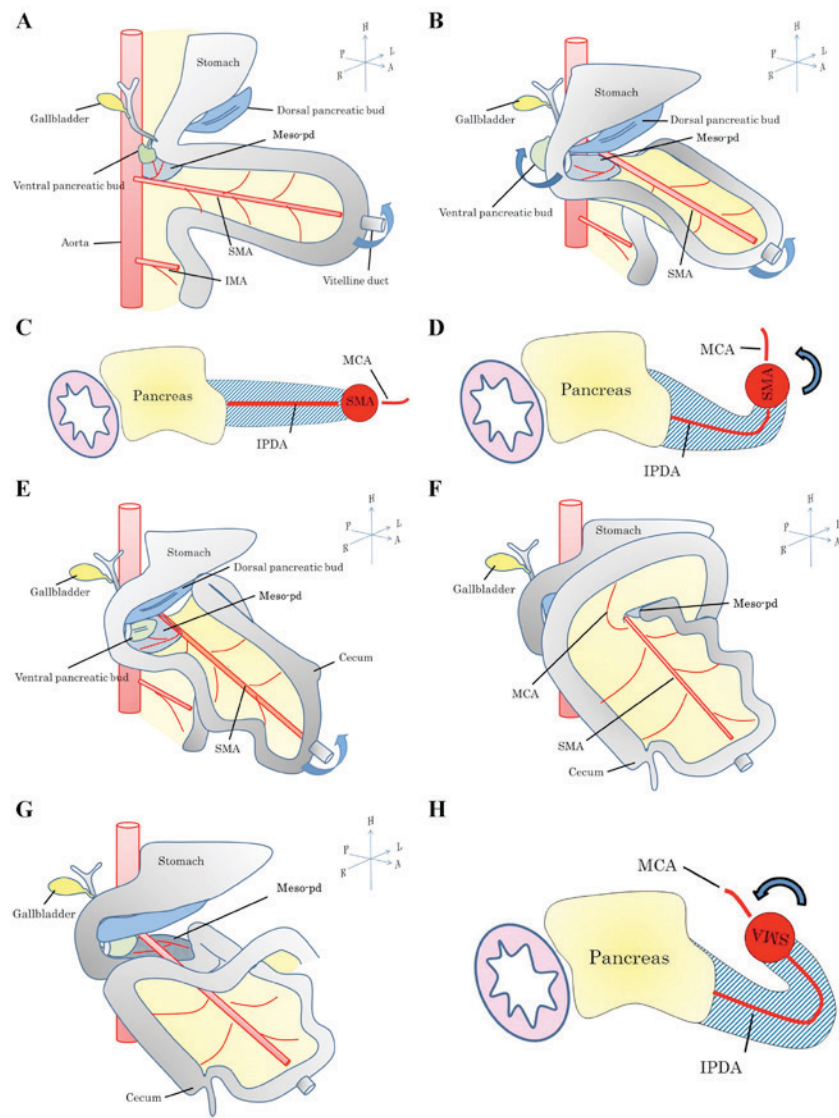 A
H
P
L
R
A
Stomach
Gallbladder
Dorsal pancreatic bud
Meso-pd
Ventral pancreatic bud
Aorta
SMA
IMA
Vitelline duct
B
H
P
L
R
A
Stomach
Gallbladder
Dorsal pancreatic bud
Meso-pd
Ventral pancreatic bud
SMA
C
MCA
Pancreas
SMA
IPDA
D
MCA
Pancreas
SMA
IPDA
E
H
P
L
R
A
Stomach
Gallbladder
Dorsal pancreatic bud
Meso-pd
Ventral pancreatic bud
Cecum
SMA
F
H
P
L
R
A
Stomach
Gallbladder
Meso-pd
MCA
SMA
Cecum
G
H
P
L
R
A
Stomach
Meso-pd
Gallbladder
Cecum
H
MCA
SMA
Pancreas
IPDA